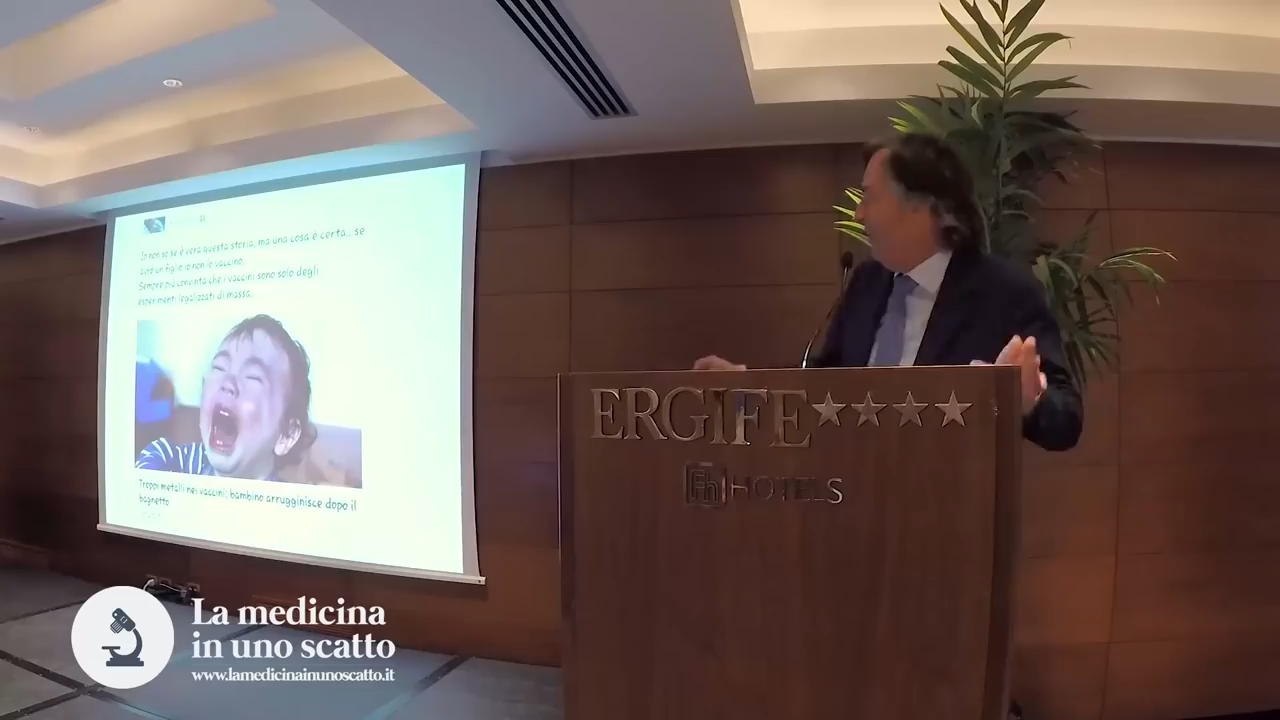 Io non so se è vera questa storia, ma una cosa è certa... se
avrò un figlio io non lo vaccino.
Sempre più convinta che i vaccini sono solo degli
esperimenti legalizzati di massa.
Troppi metalli nei vaccini: bambino arrugginisce dopo il
bagnetto
ERGIFE
Eh HOTELS
La medicina
in uno scatto
www.lamedicinainunoscatto.it